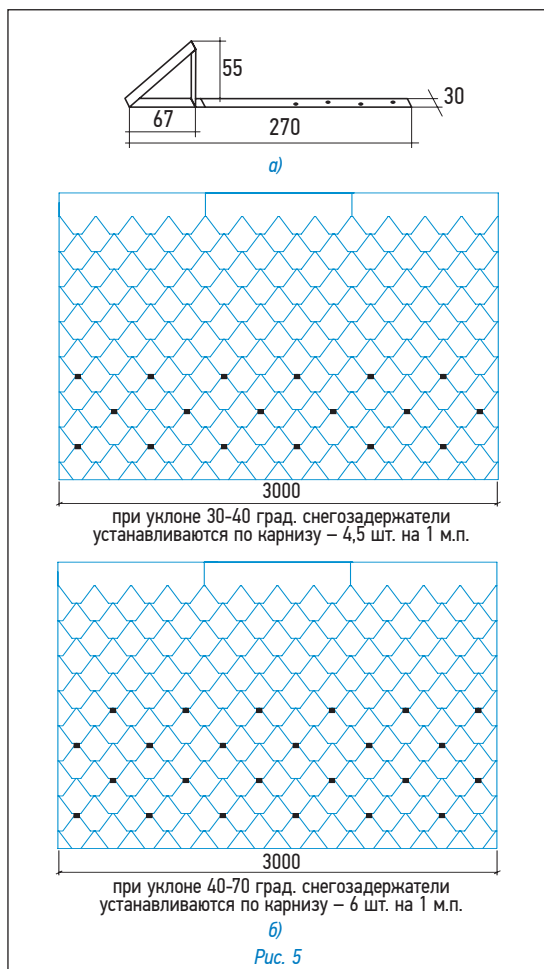 55
30
67
270
а)
3000
при уклоне 30-40 град. снегозадержатели
устанавливаются по карнизу – 4,5 шт. на 1 м.п.
3000
при уклоне 40-70 град. снегозадержатели
устанавливаются по карнизу – 6 шт. на 1 м.п.
б)
Рис. 5